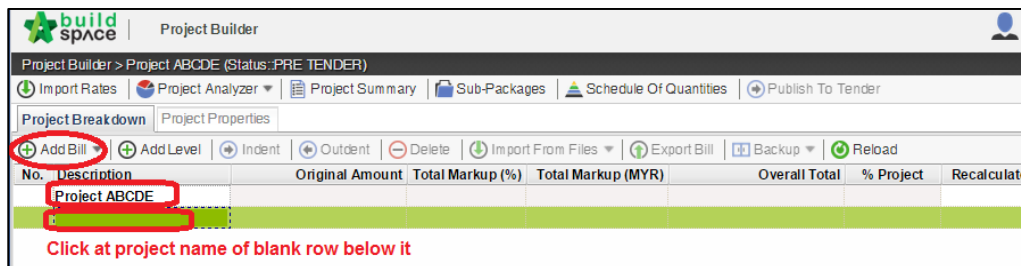 build
space
Project Builder
Project Builder > Project ABCDE (Status::PRE TENDER)
Import Rates Project Analyzer Project Summary Sub-Packages Schedule Of Quantities Publish To Tender
Project Breakdown Project Properties
Add Bill Add Level Indent Outdent Delete Import From Files Export Bill Backup Reload
No. Description Original Amount Total Markup (%) Total Markup (MYR) Overall Total % Project Recalculate
Project ABCDE
Click at project name of blank row below it